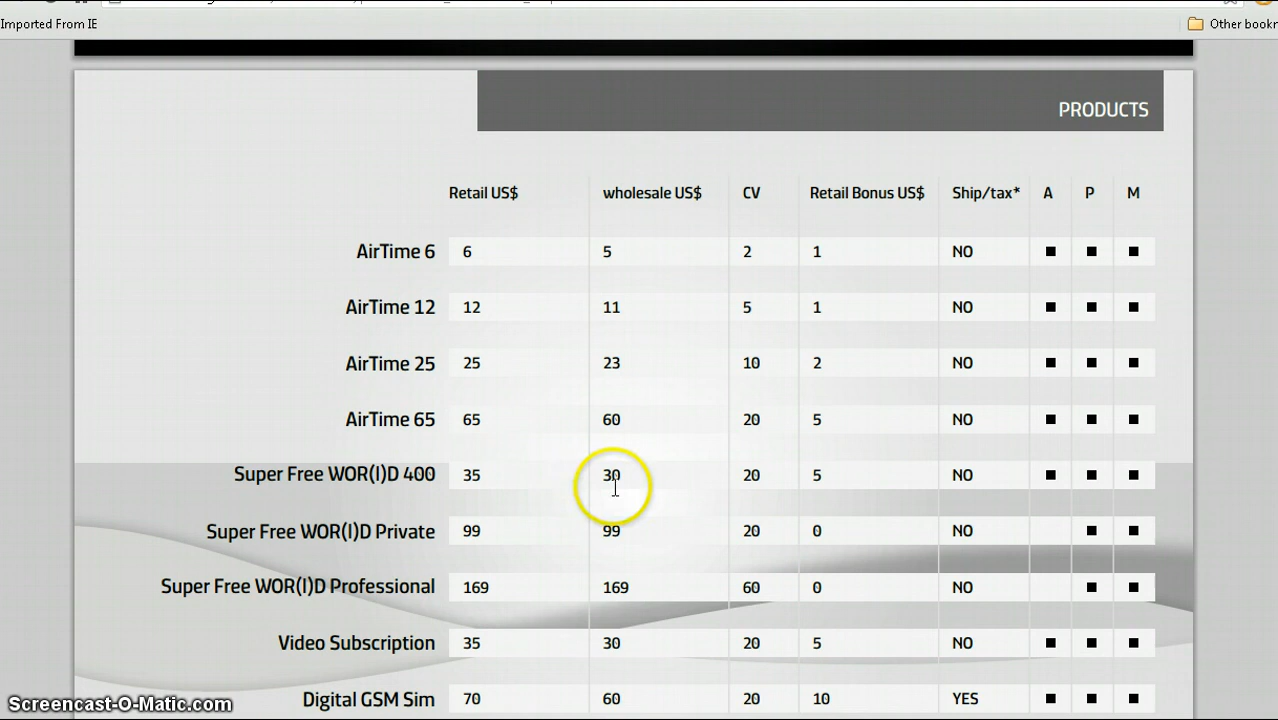 Imported From IE
Other bookr
PRODUCTS
Retail US$ wholesale US$ CV Retail Bonus US$ Ship/tax* A P M
AirTime 6 6 5 2 1 NO
AirTime 12 12 11 5 1 NO
AirTime 25 25 23 10 2 NO
AirTime 65 65 60 20 5 NO
Super Free WOR(I)D 400 35 30 20 5 NO
Super Free WOR(I)D Private 99 99 20 0 NO
Super Free WOR(I)D Professional 169 169 60 0 NO
Video Subscription 35 30 20 5 NO
Digital GSM Sim 70 60 20 10 YES
Screencast-O-Matic.com